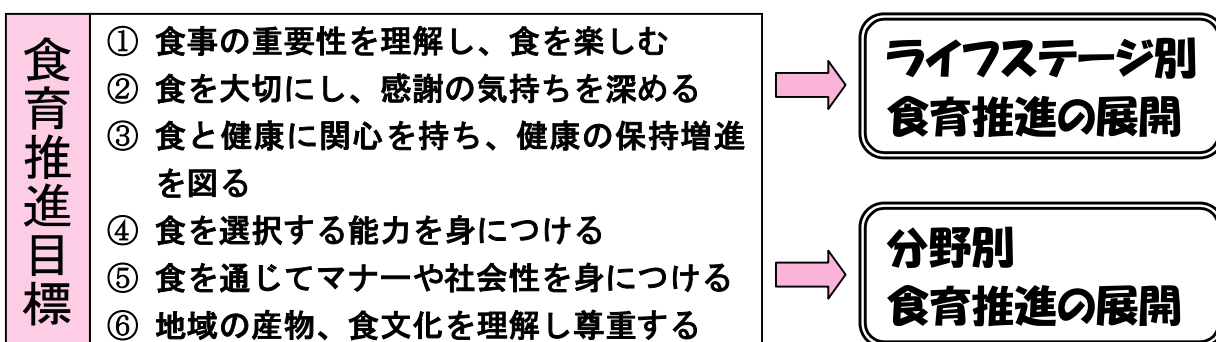 食育推進目標
① 食事の重要性を理解し、食を楽しむ
② 食を大切にし、感謝の気持ちを深める
③ 食と健康に関心を持ち、健康の保持増進
を図る
④ 食を選択する能力を身につける
⑤ 食を通じてマナーや社会性を身につける
⑥ 地域の産物、食文化を理解し尊重する
ライフステージ別
食育推進の展開
分野別
食育推進の展開